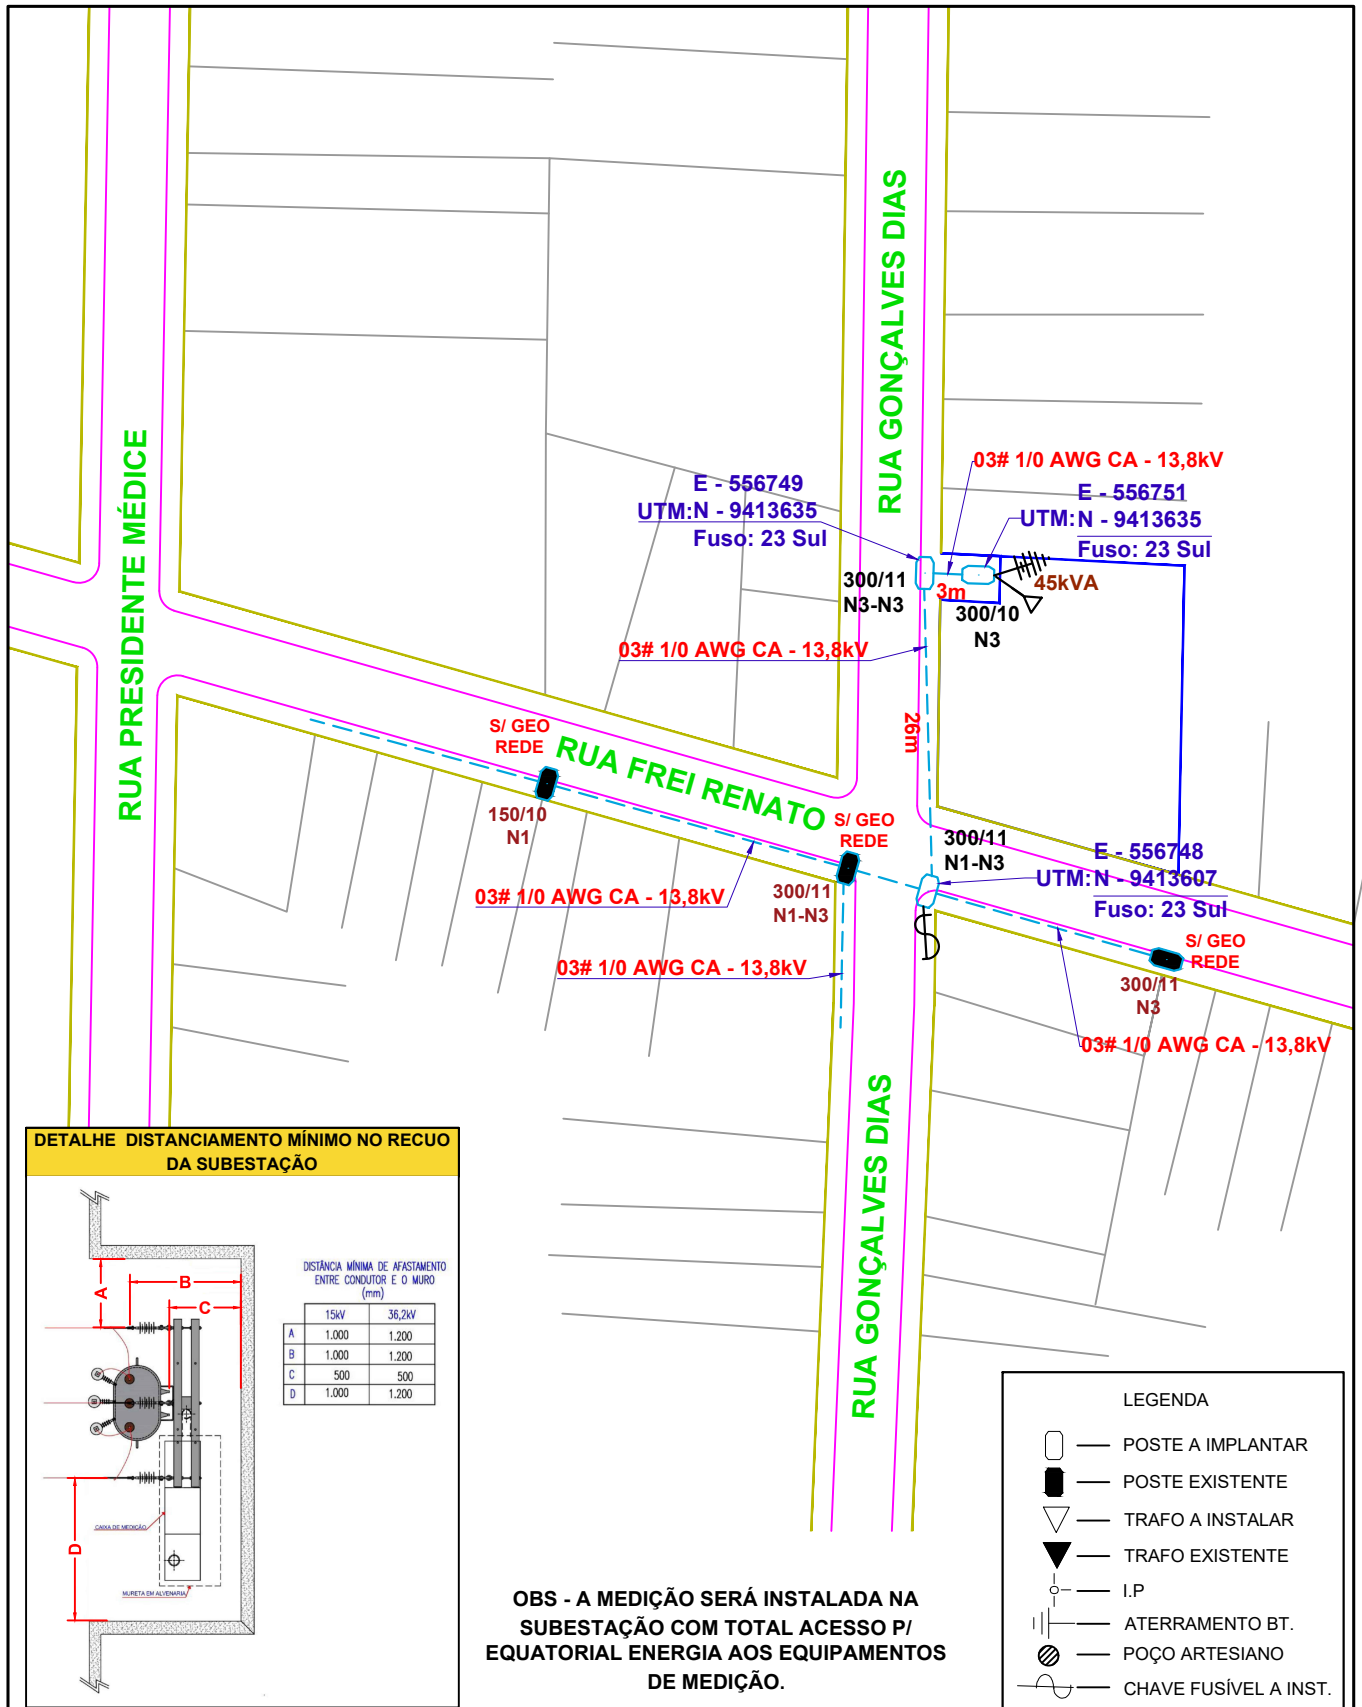 RUA GONÇALVES DIAS
RUA PRESIDENTE MÉDICE
03# 1/0 AWG CA - 13,8kV
E - 556749
UTM: N - 9413635
Fuso: 23 Sul
E - 556751
UTM: N - 9413635
Fuso: 23 Sul
300/11
N3-N3
3m
45kVA
300/10
N3
03# 1/0 AWG CA - 13,8kV
26m
S/ GEO
REDE
RUA FREI RENATO
150/10
N1
S/ GEO
REDE
300/11
N1-N3
E - 556748
UTM: N - 9413607
Fuso: 23 Sul
03# 1/0 AWG CA - 13,8kV
300/11
N1-N3
S/ GEO
REDE
03# 1/0 AWG CA - 13,8kV
300/11
N3
03# 1/0 AWG CA - 13,8kV
RUA GONÇALVES DIAS
DETALHE DISTANCIAMENTO MÍNIMO NO RECUO
DA SUBESTAÇÃO
A
B
C
D
CAIXA DE MEDIÇÃO
MURETA EM ALVENARIA
DISTÂNCIA MÍNIMA DE AFASTAMENTO
ENTRE CONDUTOR E O MURO
(mm)
15kV 36,2kV
A 1.000 1.200
B 1.000 1.200
C 500 500
D 1.000 1.200
OBS - A MEDIÇÃO SERÁ INSTALADA NA
SUBESTAÇÃO COM TOTAL ACESSO P/
EQUATORIAL ENERGIA AOS EQUIPAMENTOS
DE MEDIÇÃO.
LEGENDA
POSTE A IMPLANTAR
POSTE EXISTENTE
TRAFO A INSTALAR
TRAFO EXISTENTE
I.P
ATERRAMENTO BT.
POÇO ARTESIANO
CHAVE FUSÍVEL A INST.